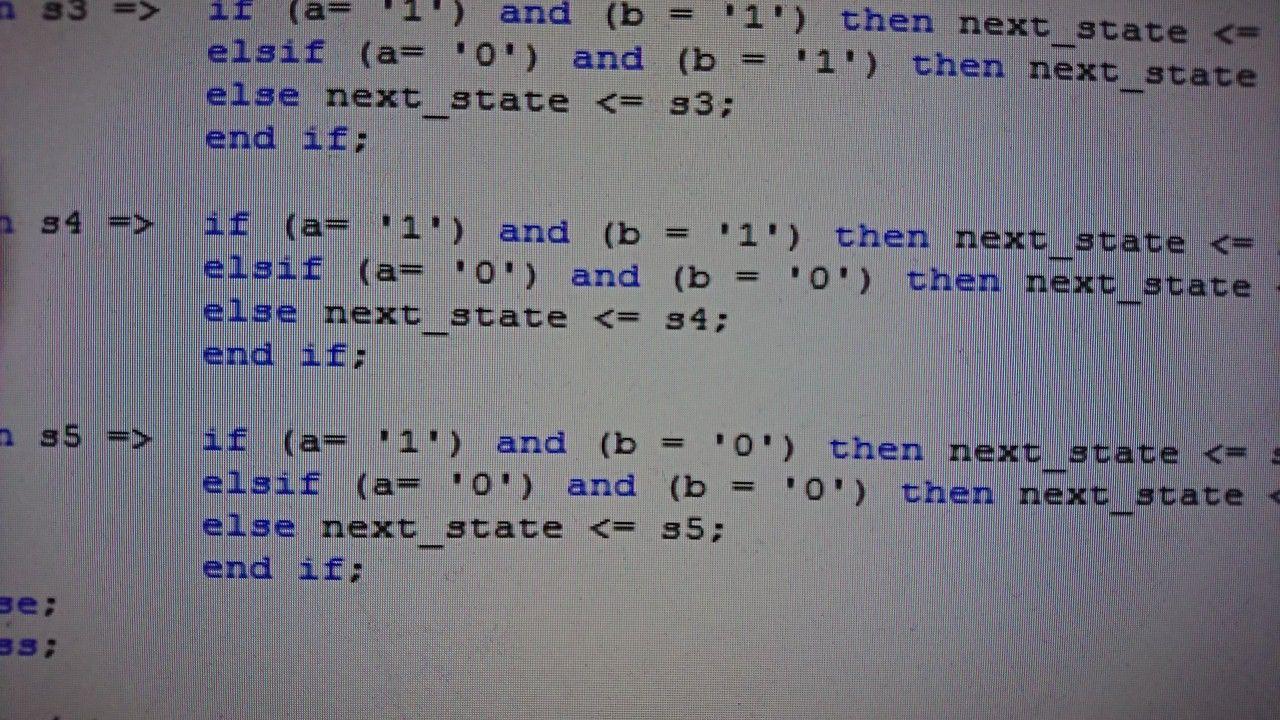 s3 => if (a= '1') and (b = '1') then next_state <=
elsif (a= '0') and (b = '1') then next_state
else next_state <= s3;
end if;
s4 => if (a= '1') and (b = '1') then next_state <=
elsif (a= '0') and (b = '0') then next_state
else next_state <= s4;
end if;
s5 => if (a= '1') and (b = '0') then next_state <=
elsif (a= '0') and (b = '0') then next_state
else next_state <= s5;
end if;
se;
ss;